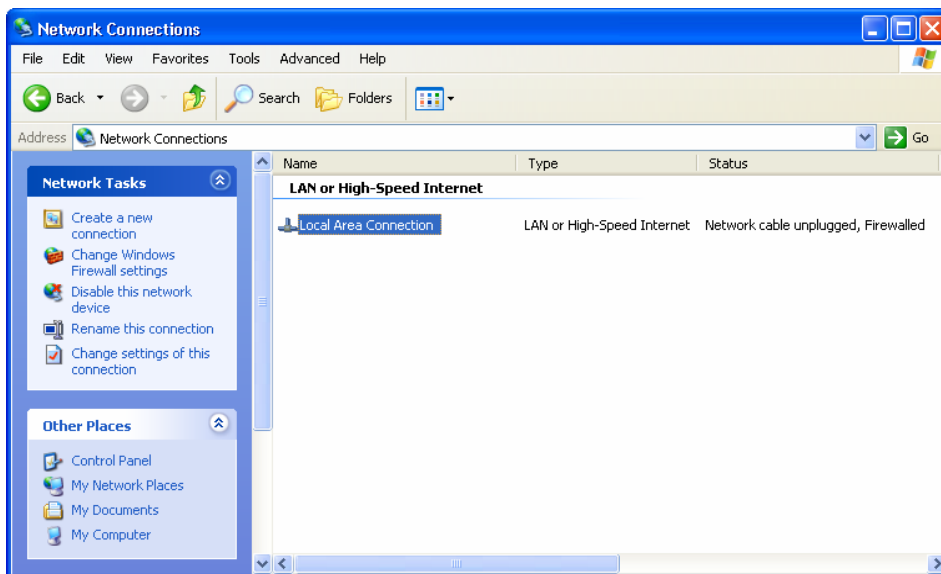 Network Connections
File Edit View Favorites Tools Advanced Help
Back Search Folders
Address Network Connections Go
Network Tasks
Create a new
connection
Change Windows
Firewall settings
Disable this network
device
Rename this connection
Change settings of this
connection
Other Places
Control Panel
My Network Places
My Documents
My Computer
Name Type Status
LAN or High-Speed Internet
Local Area Connection LAN or High-Speed Internet Network cable unplugged, Firewalled